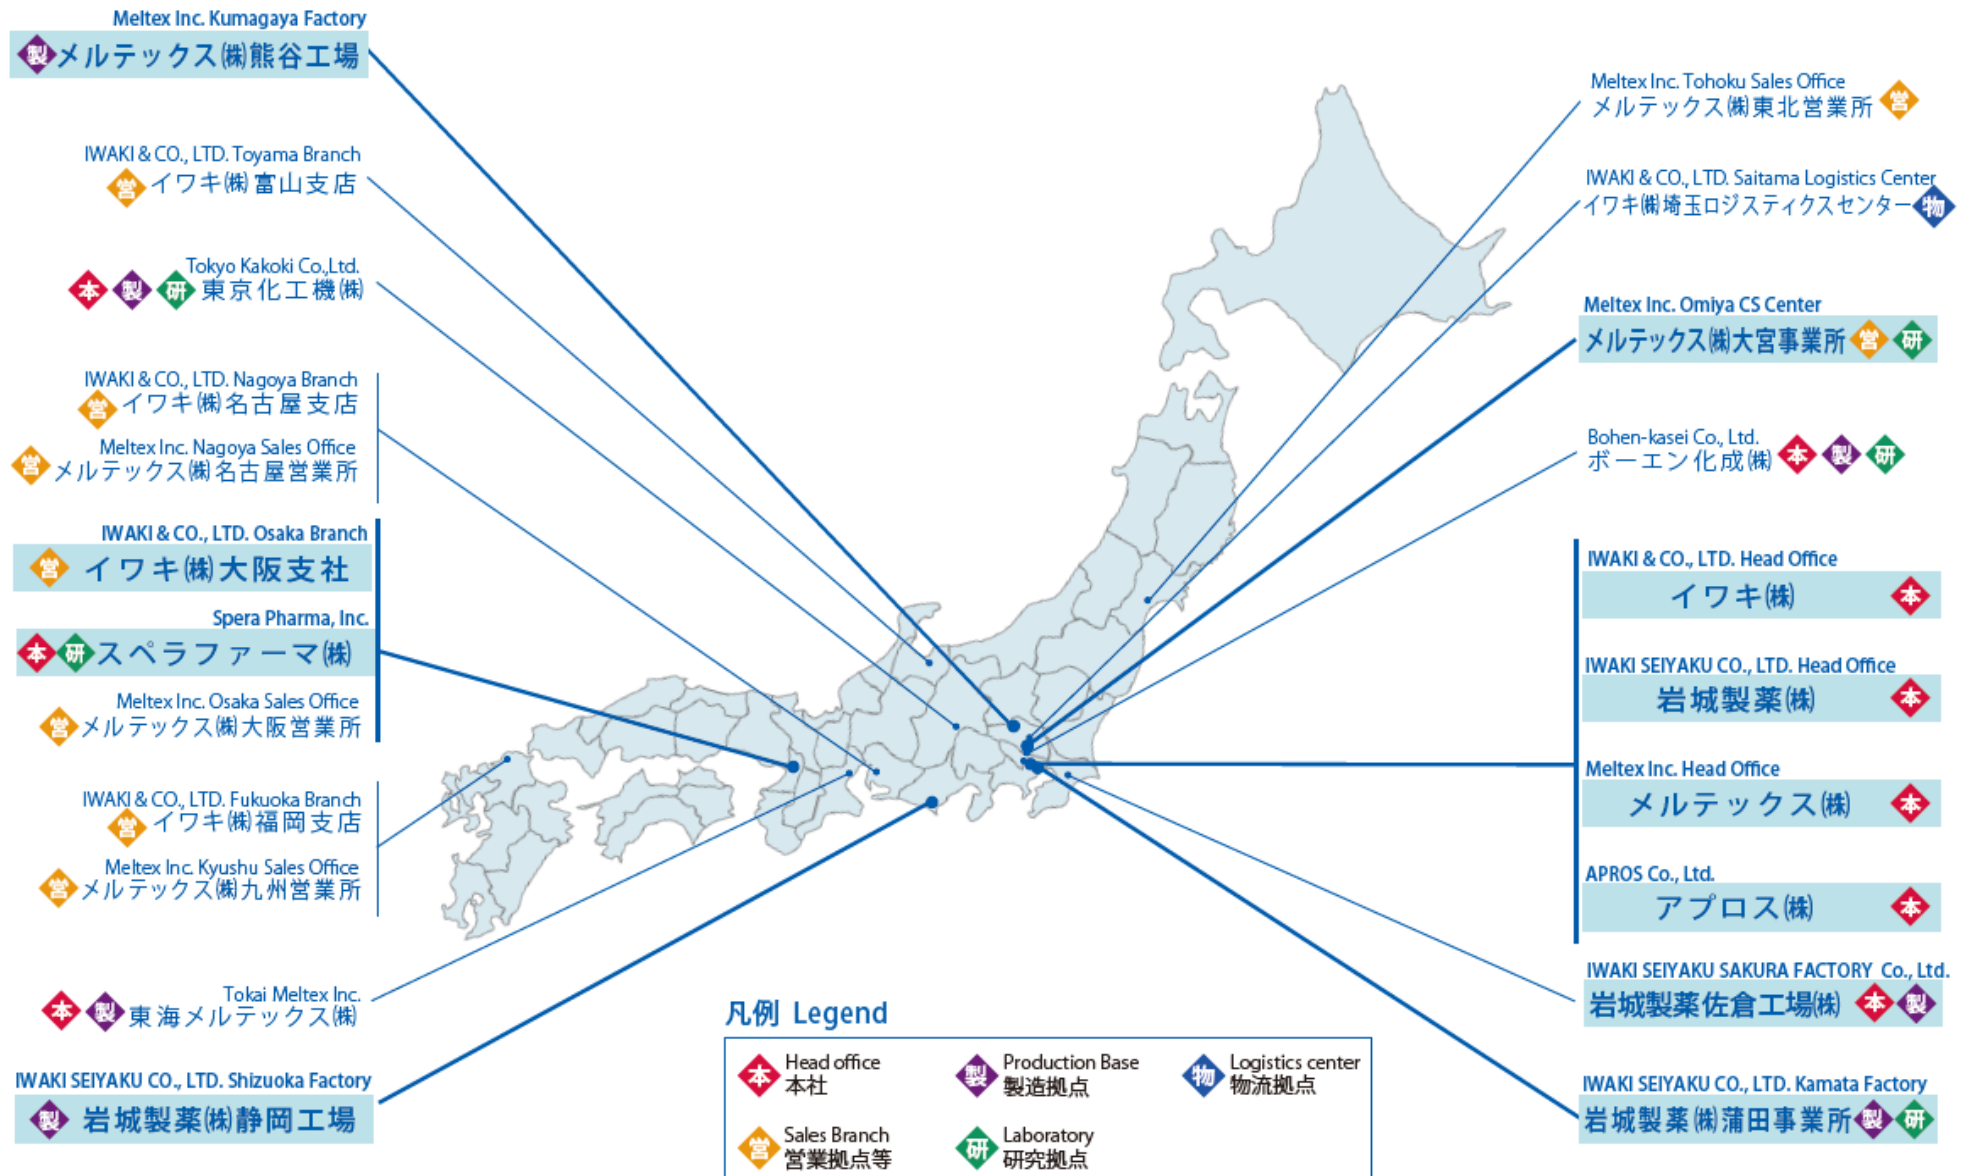 Meltex Inc. Kumagaya Factory
製 メルテックス㈱熊谷工場
IWAKI & CO., LTD. Toyama Branch
営 イワキ㈱富山支店
Tokyo Kakoki Co.,Ltd.
本 製 研 東京化工機㈱
IWAKI & CO., LTD. Nagoya Branch
営 イワキ㈱名古屋支店
Meltex Inc. Nagoya Sales Office
営 メルテックス㈱名古屋営業所
IWAKI & CO., LTD. Osaka Branch
営 イワキ㈱大阪支社
Spera Pharma, Inc.
本 研 スペラファーマ㈱
Meltex Inc. Osaka Sales Office
営 メルテックス㈱大阪営業所
IWAKI & CO., LTD. Fukuoka Branch
営 イワキ㈱福岡支店
Meltex Inc. Kyushu Sales Office
営 メルテックス㈱九州営業所
Tokai Meltex Inc.
本 製 東海メルテックス㈱
IWAKI SEIYAKU CO., LTD. Shizuoka Factory
製 岩城製薬㈱静岡工場
Meltex Inc. Tohoku Sales Office
メルテックス㈱東北営業所 営
IWAKI & CO., LTD. Saitama Logistics Center
イワキ㈱埼玉ロジスティクスセンター 物
Meltex Inc. Omiya CS Center
メルテックス㈱大宮事業所 営 研
Bohen-kasei Co., Ltd.
ボーエン化成㈱ 本 製 研
IWAKI & CO., LTD. Head Office
イワキ㈱ 本
IWAKI SEIYAKU CO., LTD. Head Office
岩城製薬㈱ 本
Meltex Inc. Head Office
メルテックス㈱ 本
APROS Co., Ltd.
アプロス㈱ 本
IWAKI SEIYAKU SAKURA FACTORY Co., Ltd.
岩城製薬佐倉工場㈱ 本 製
IWAKI SEIYAKU CO., LTD. Kamata Factory
岩城製薬㈱蒲田事業所 製 研
凡例 Legend
本 Head office
本社
製 Production Base
製造拠点
物 Logistics center
物流拠点
営 Sales Branch
営業拠点等
研 Laboratory
研究拠点